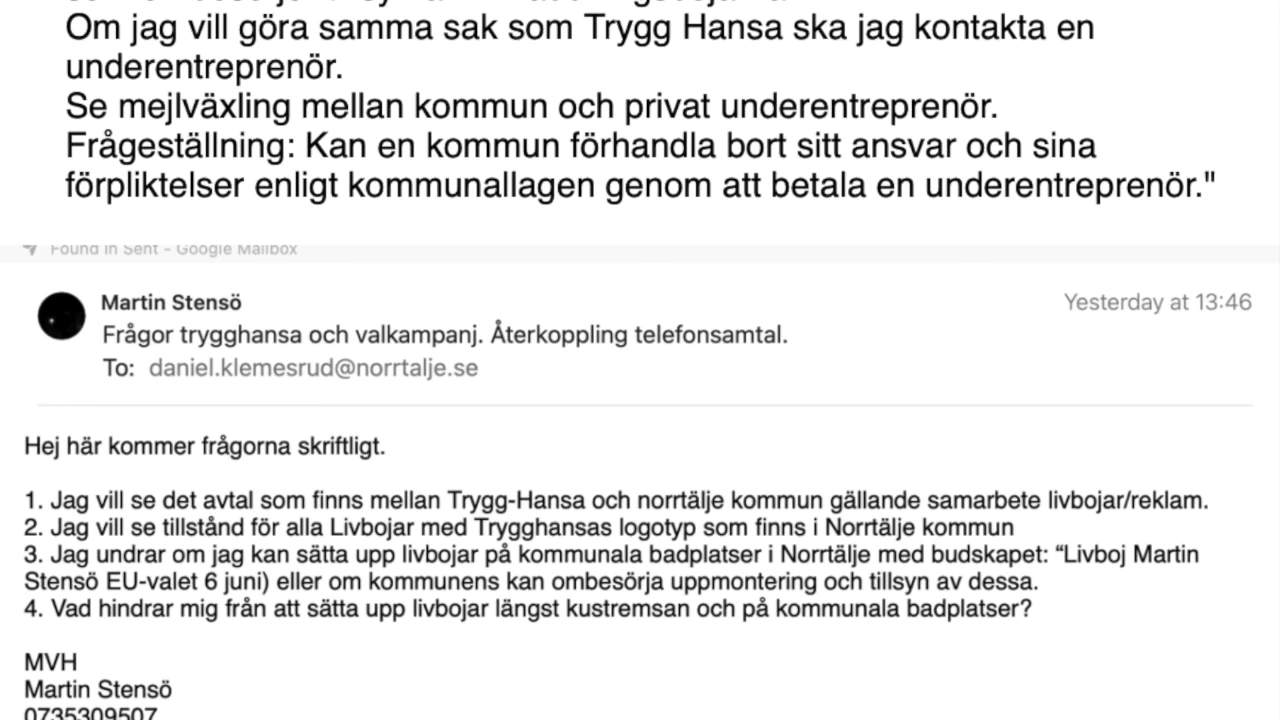 Om jag vill göra samma sak som Trygg Hansa ska jag kontakta en
underentreprenör.
Se mejlväxling mellan kommun och privat underentreprenör.
Frågeställning: Kan en kommun förhandla bort sitt ansvar och sina
förpliktelser enligt kommunallagen genom att betala en underentreprenör."
Found in Sent - Google Mailbox
Martin Stensö
Yesterday at 13:46
Frågor trygghansa och valkampanj. Återkoppling telefonsamtal.
To: daniel.klemesrud@norrtalje.se
Hej här kommer frågorna skriftligt.
1. Jag vill se det avtal som finns mellan Trygg-Hansa och norrtälje kommun gällande samarbete livbojar/reklam.
2. Jag vill se tillstånd för alla Livbojar med Trygghansas logotyp som finns i Norrtälje kommun
3. Jag undrar om jag kan sätta upp livbojar på kommunala badplatser i Norrtälje med budskapet: “Livboj Martin
Stensö EU-valet 6 juni) eller om kommunens kan ombesörja uppmontering och tillsyn av dessa.
4. Vad hindrar mig från att sätta upp livbojar längst kustremsan och på kommunala badplatser?
MVH
Martin Stensö
0735309507